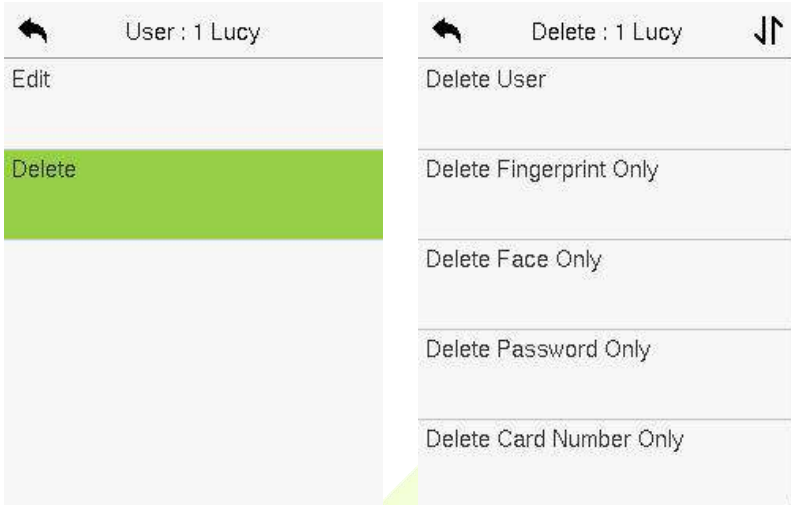 User : 1 Lucy
Edit
Delete
Delete : 1 Lucy
Delete User
Delete Fingerprint Only
Delete Face Only
Delete Password Only
Delete Card Number Only